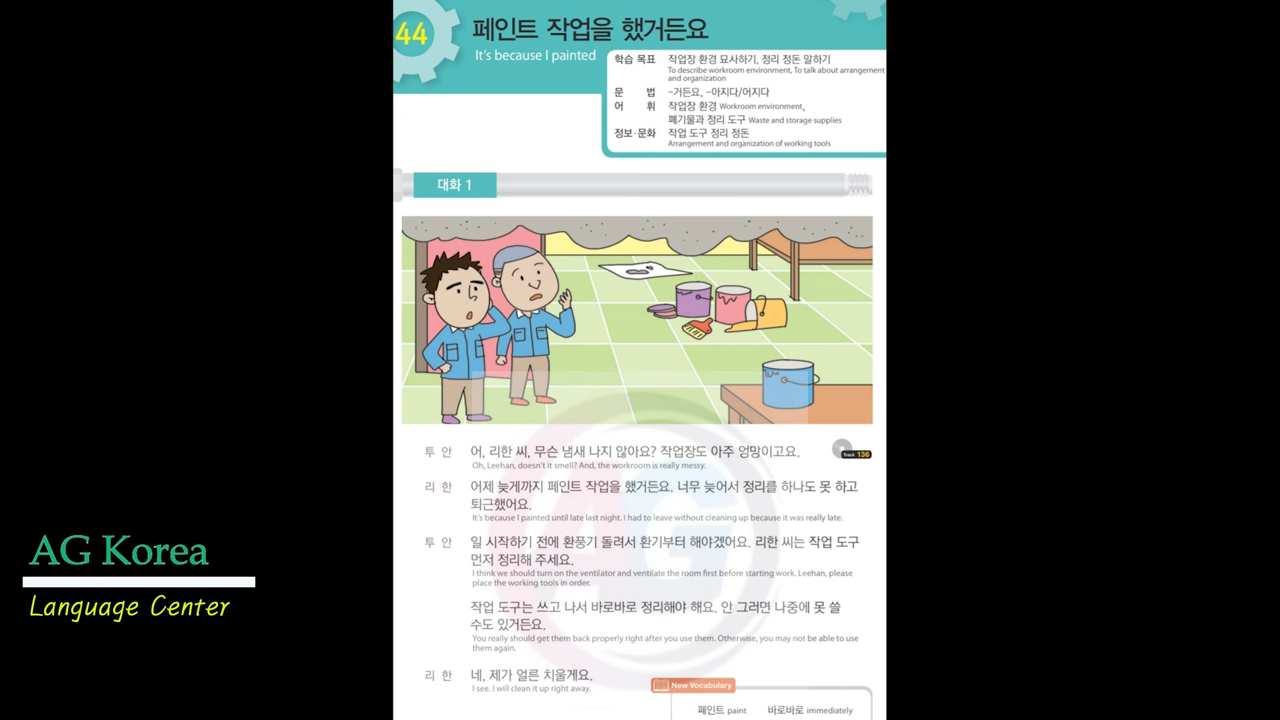 44
페인트 작업을 했거든요
It's because I painted
학습 목표 작업장 환경 묘사하기, 정리 정돈 말하기
To describe workroom environment, To talk about arrangement
and organization
문 법 -거든요, -아지다/어지다
어 휘 작업장 환경 Workroom environment,
폐기물과 정리 도구 Waste and storage supplies
정보·문화 작업 도구 정리 정돈
Arrangement and organization of working tools
대화 1
투 안 어, 리한 씨, 무슨 냄새 나지 않아요? 작업장도 아주 엉망이고요.
Track 136
Oh, Leehan, doesn't it smell? And, the workroom is really messy.
리 한 어제 늦게까지 페인트 작업을 했거든요. 너무 늦어서 정리를 하나도 못 하고
퇴근했어요.
It's because I painted until late last night. I had to leave without cleaning up because it was really late.
투 안 일 시작하기 전에 환풍기 돌려서 환기부터 해야겠어요. 리한 씨는 작업 도구
먼저 정리해 주세요.
I think we should turn on the ventilator and ventilate the room first before starting work. Leehan, please
place the working tools in order.
작업 도구는 쓰고 나서 바로바로 정리해야 해요. 안 그러면 나중에 못 쓸
수도 있거든요.
You really should get them back properly right after you use them. Otherwise, you may not be able to use
them again.
리 한 네, 제가 얼른 치울게요.
I see. I will clean it up right away.
New Vocabulary
페인트 paint 바로바로 immediately
AG Korea
Language Center
AG